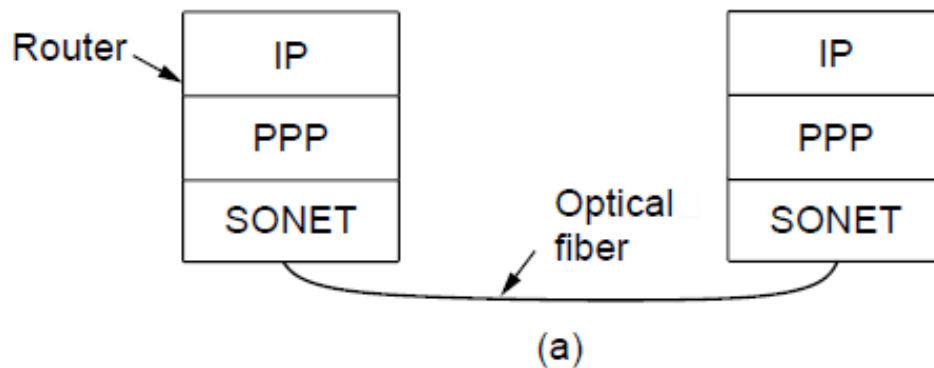 Router
IP
IP
PPP
PPP
SONET
Optical
fiber
SONET
(a)